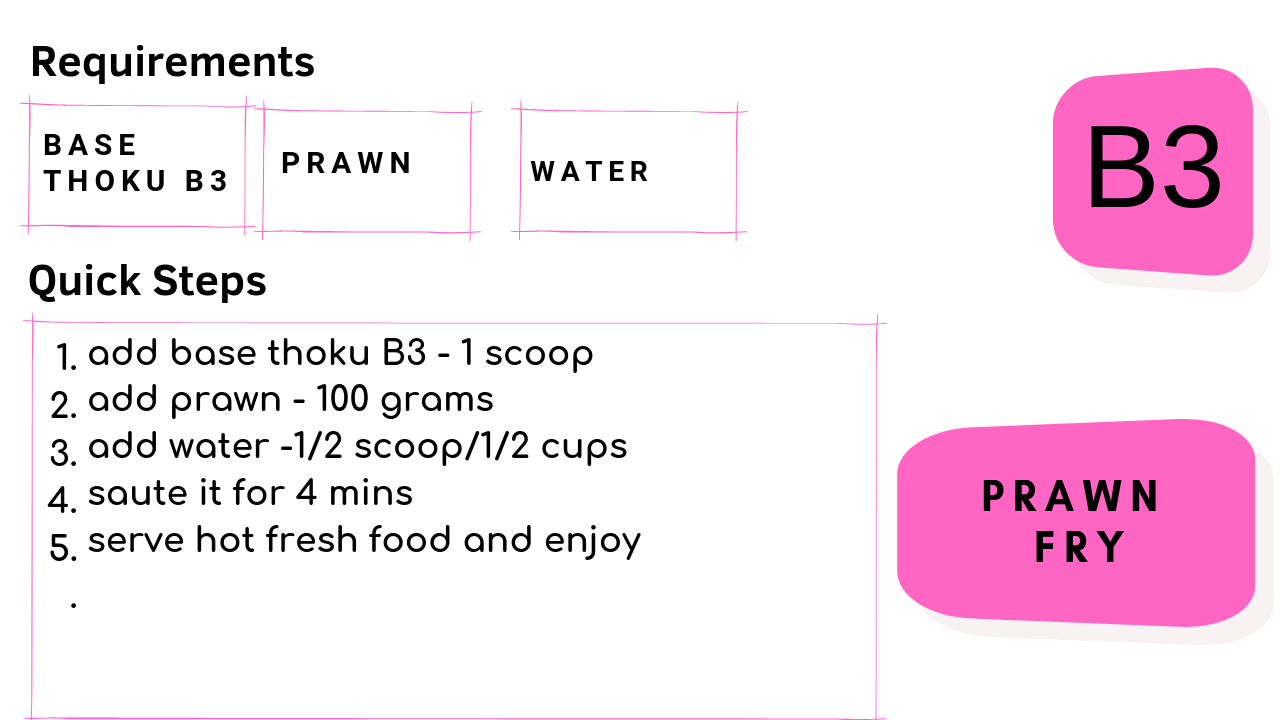 Requirements
BASE
THOKU B3
PRAWN
WATER
B3
Quick Steps
1. add base thoku B3 - 1 scoop
2. add prawn - 100 grams
3. add water -1/2 scoop/1/2 cups
4. saute it for 4 mins
5. serve hot fresh food and enjoy
.
PRAWN
FRY